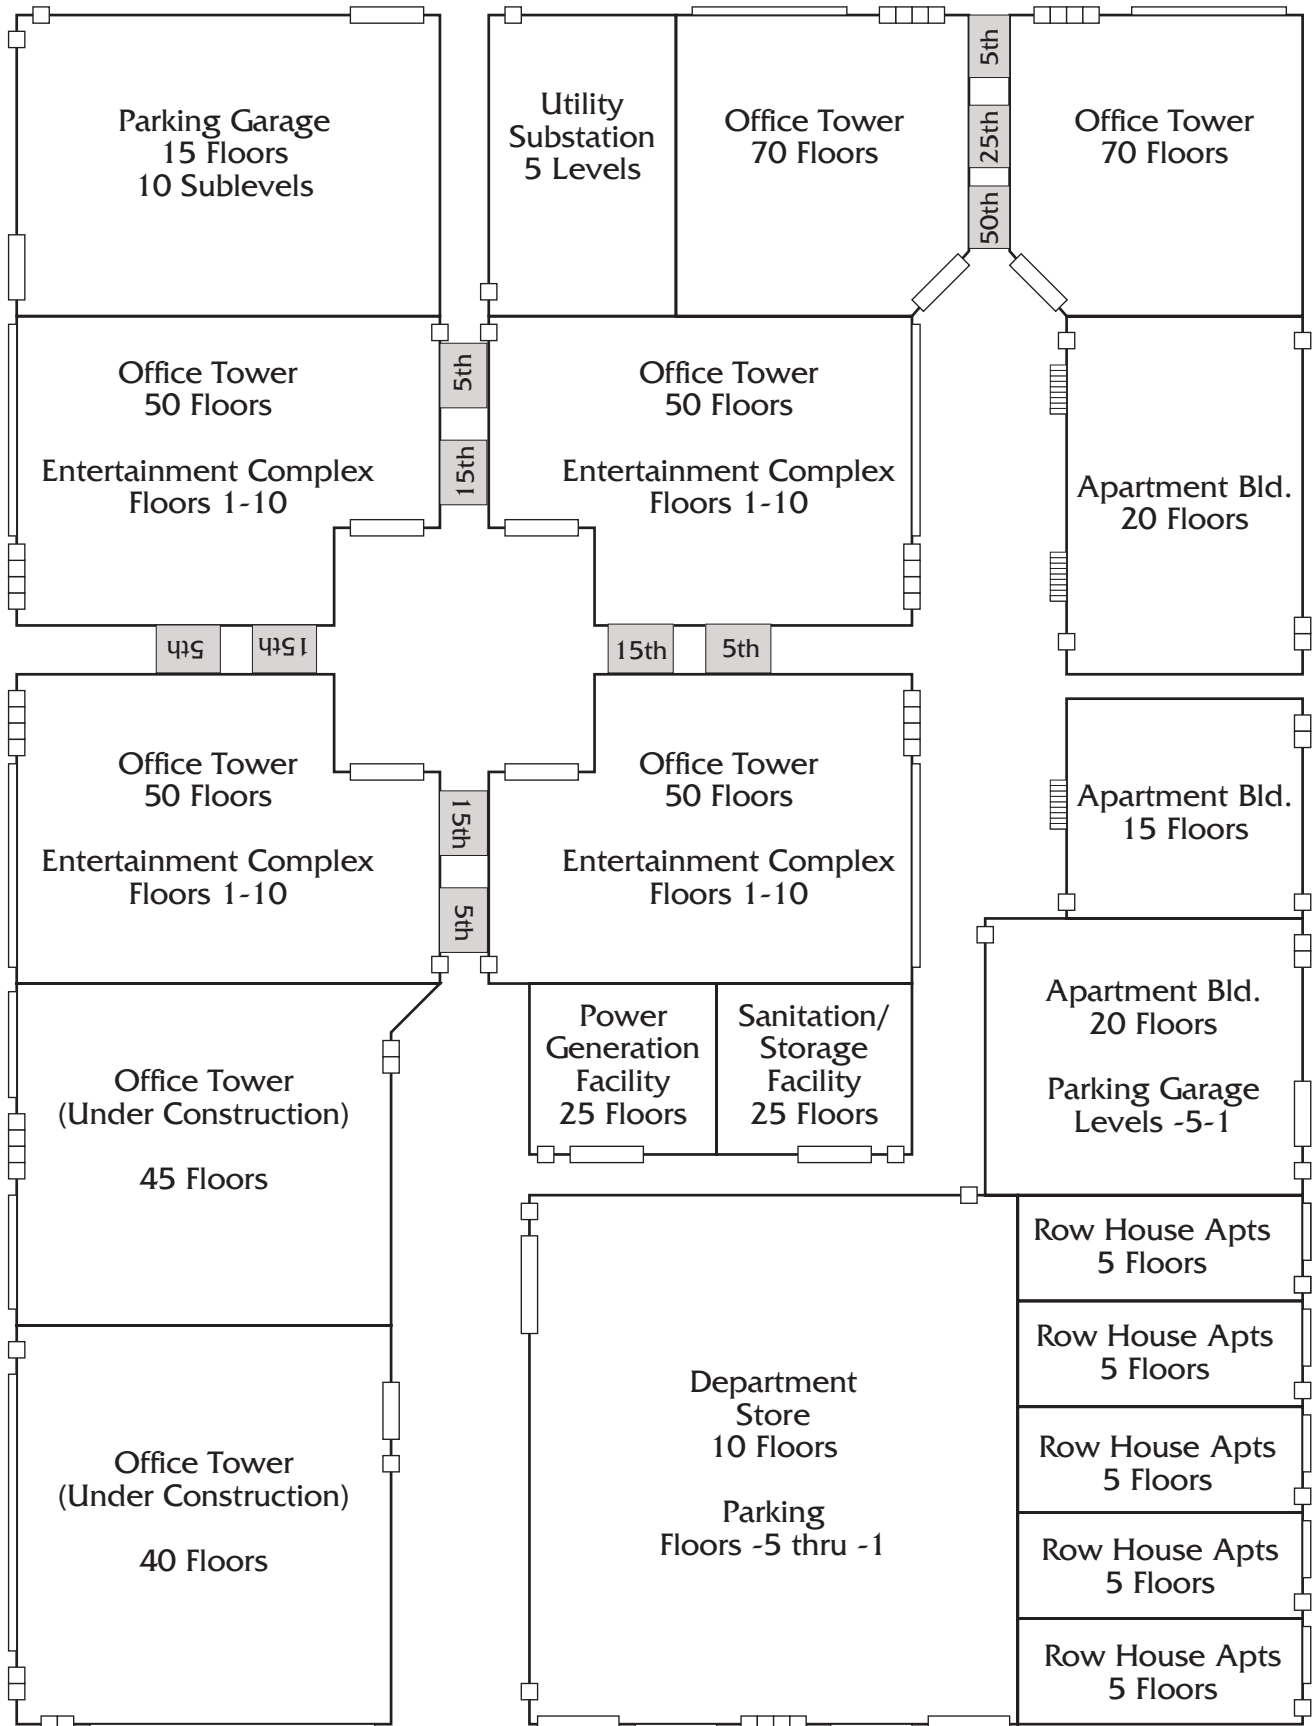 Parking Garage
15 Floors
10 Sublevels
Utility
Substation
5 Levels
Office Tower
70 Floors
5th
25th
50th
Office Tower
70 Floors
Office Tower
50 Floors
Entertainment Complex
Floors 1-10
5th
15th
Office Tower
50 Floors
Entertainment Complex
Floors 1-10
Apartment Bld.
20 Floors
5th
15th
15th
5th
Office Tower
50 Floors
Entertainment Complex
Floors 1-10
15th
5th
Office Tower
50 Floors
Entertainment Complex
Floors 1-10
Apartment Bld.
15 Floors
Office Tower
(Under Construction)
45 Floors
Power
Generation
Facility
25 Floors
Sanitation/
Storage
Facility
25 Floors
Apartment Bld.
20 Floors
Parking Garage
Levels -5-1
Row House Apts
5 Floors
Row House Apts
5 Floors
Row House Apts
5 Floors
Row House Apts
5 Floors
Row House Apts
5 Floors
Office Tower
(Under Construction)
40 Floors
Department
Store
10 Floors
Parking
Floors -5 thru -1